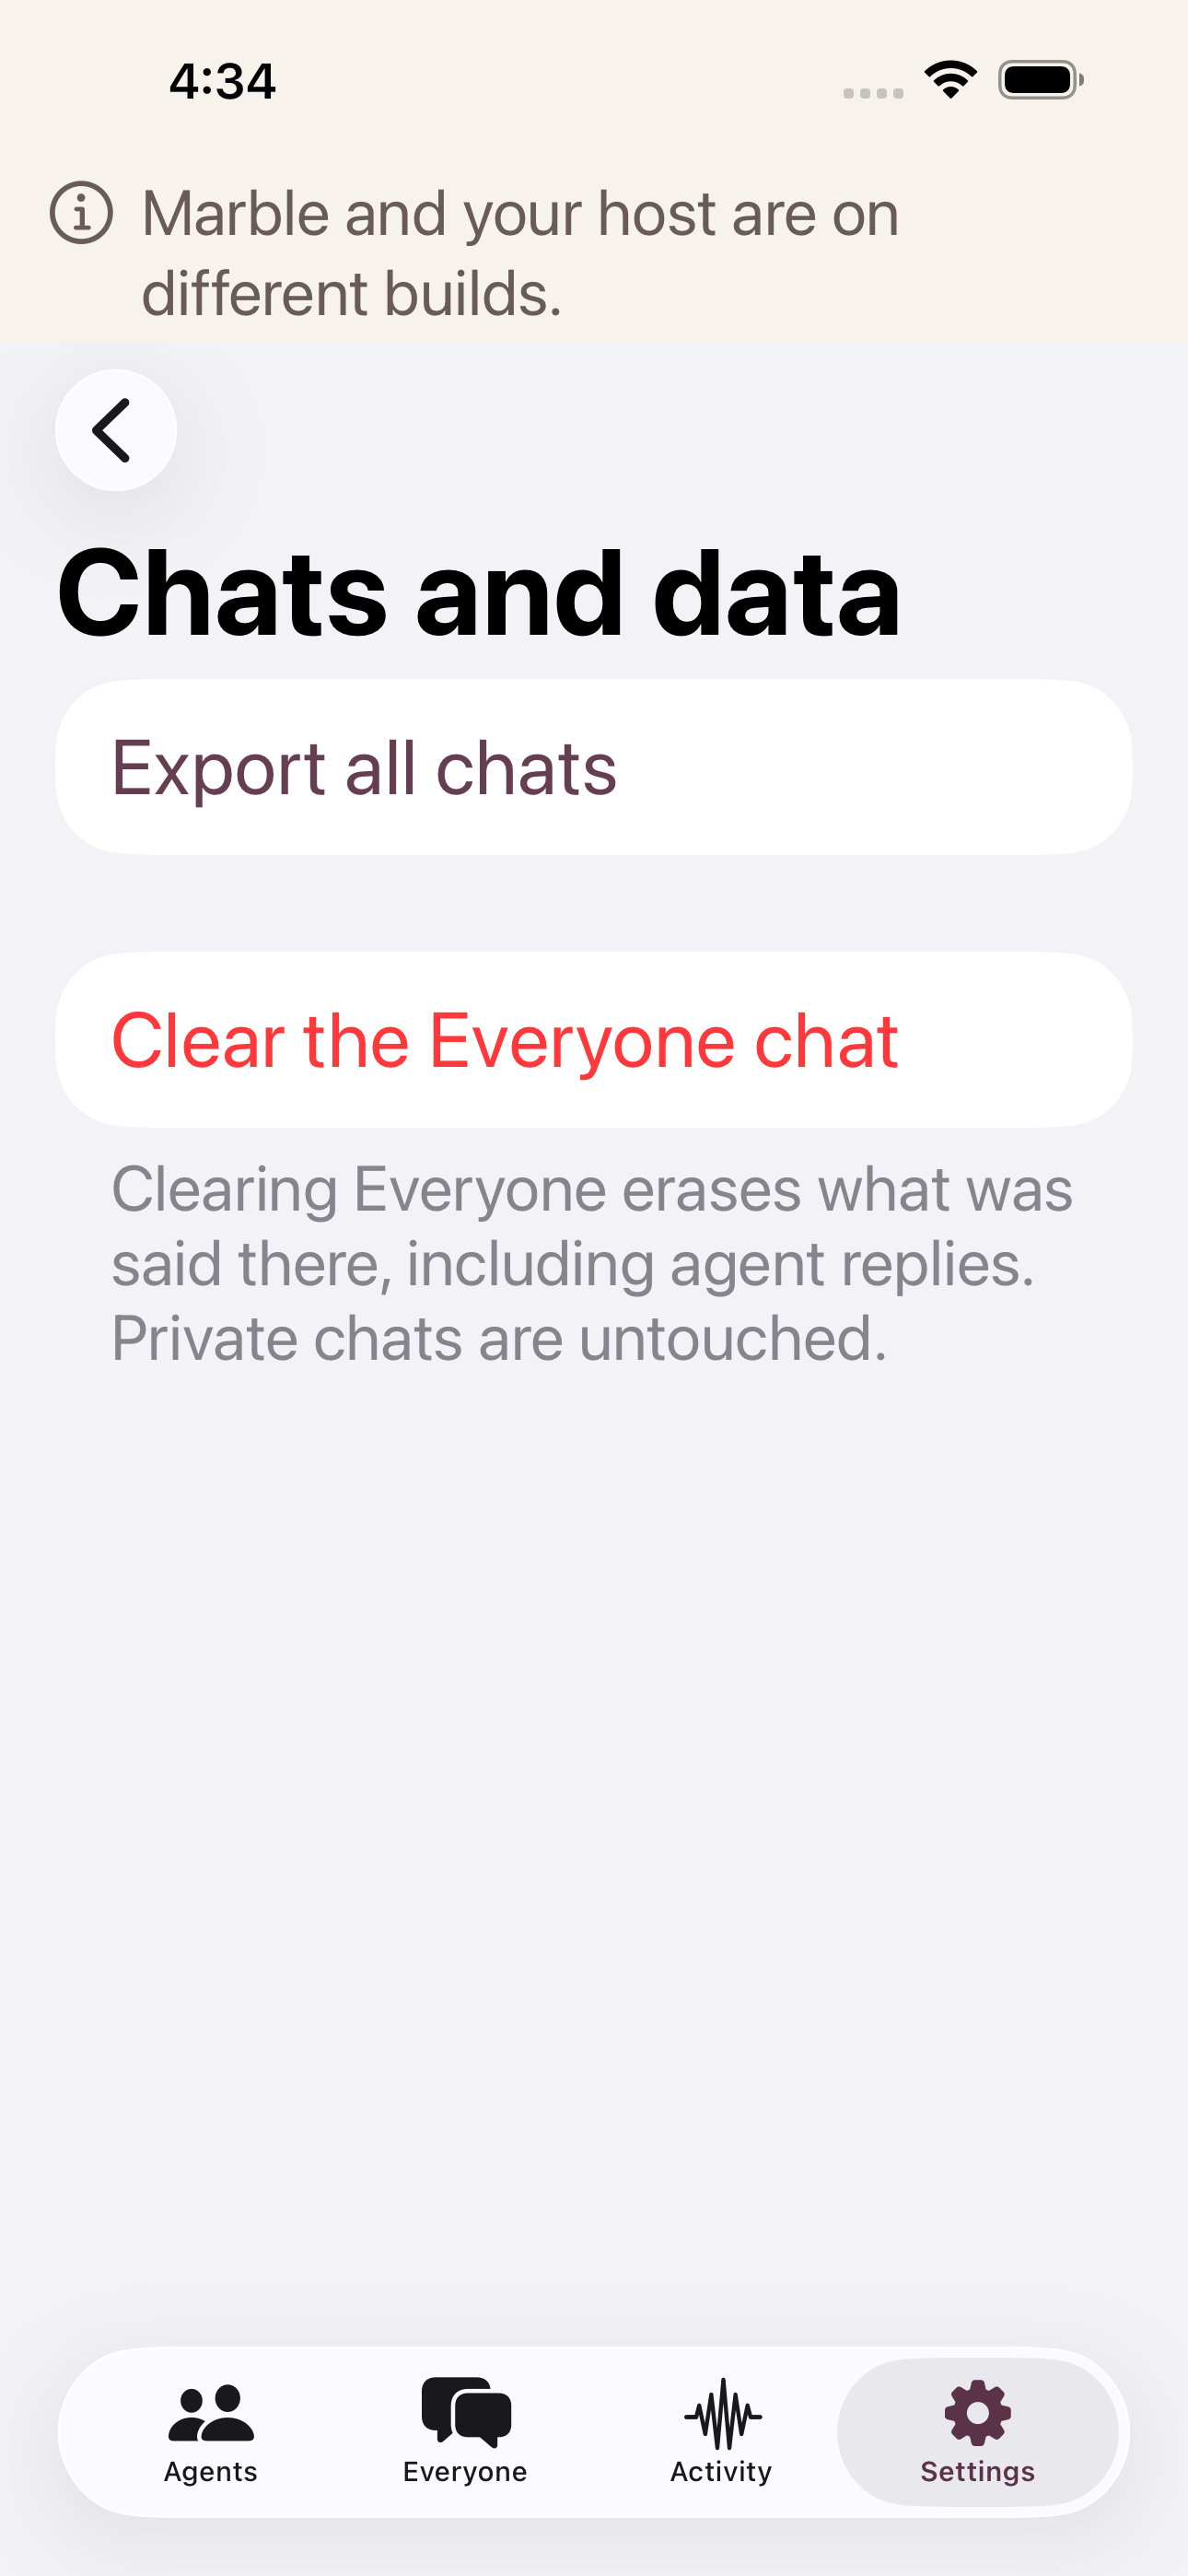 4:34
Marble and your host are on
different builds.
Chats and data
Export all chats
Clear the Everyone chat
Clearing Everyone erases what was
said there, including agent replies.
Private chats are untouched.
Agents
Everyone
Activity
Settings